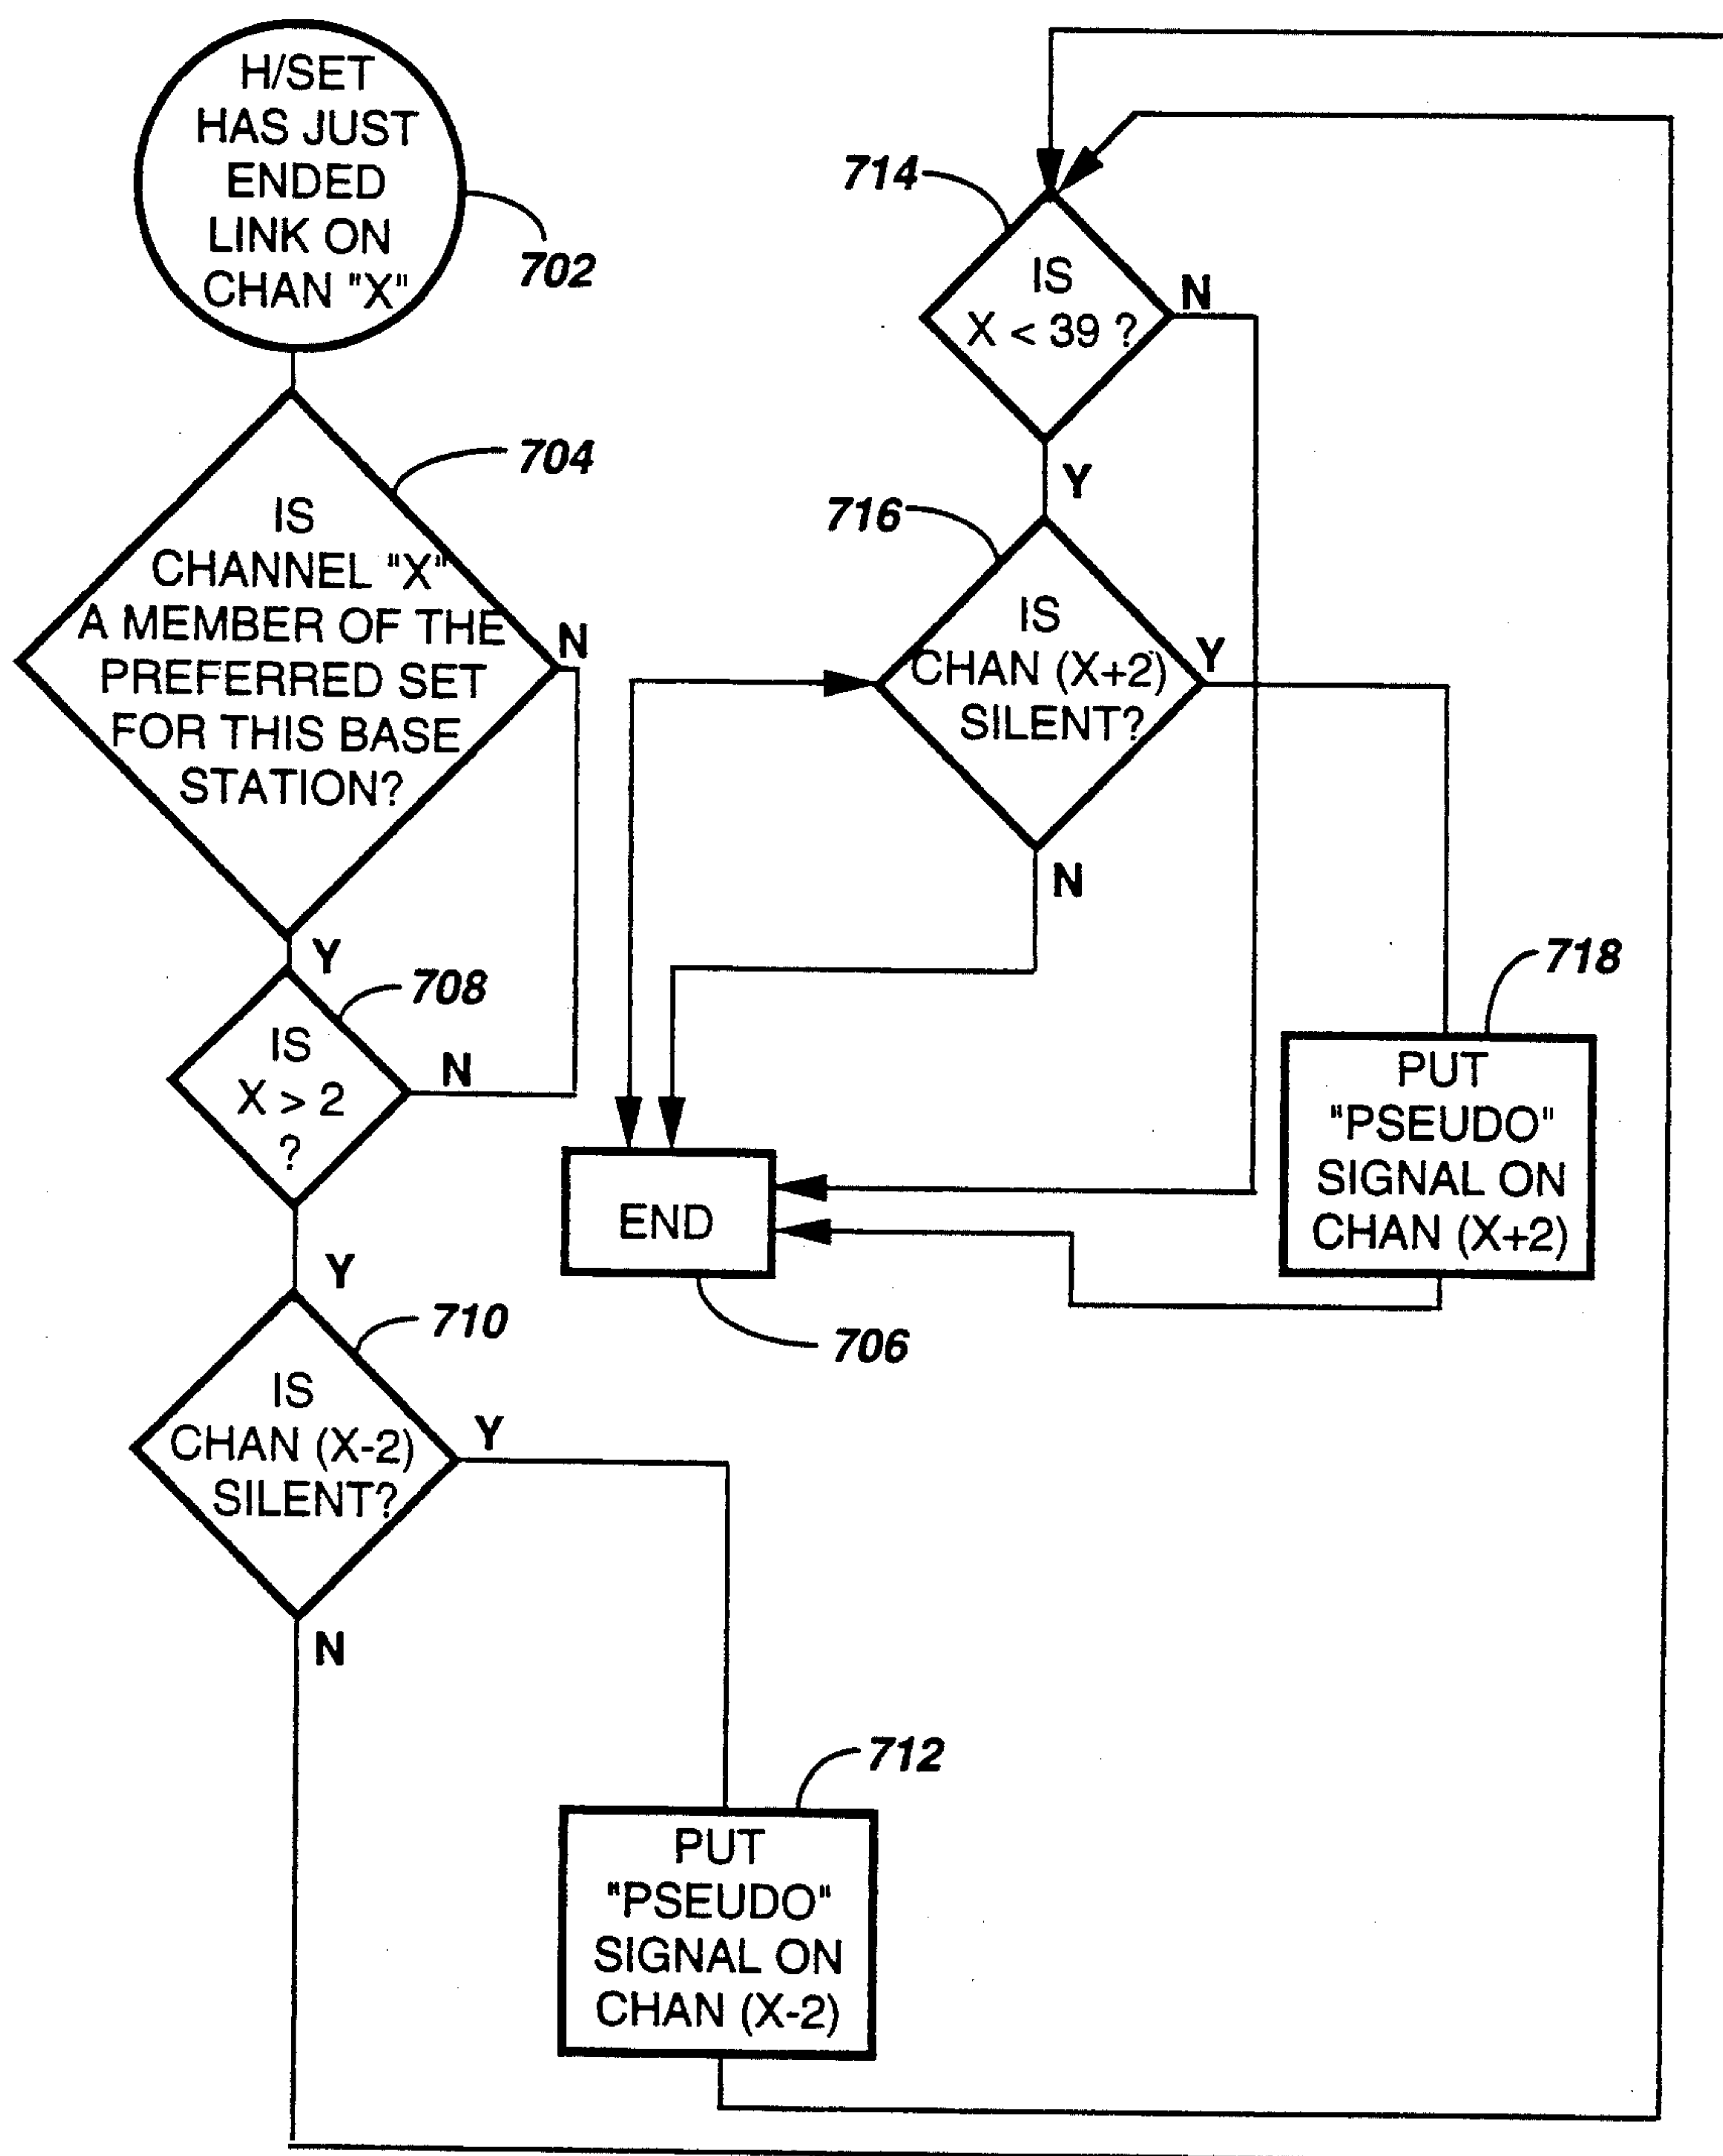 H/SET
HAS JUST
ENDED
LINK ON
CHAN "X"
702
704
IS
CHANNEL "X"
A MEMBER OF THE
PREFERRED SET
FOR THIS BASE
STATION?
N
Y
708
IS
X > 2
?
N
Y
710
IS
CHAN (X-2)
SILENT?
Y
N
712
PUT
"PSEUDO"
SIGNAL ON
CHAN (X-2)
714
IS
X < 39 ?
N
Y
716
IS
CHAN (X+2)
SILENT?
Y
N
718
PUT
"PSEUDO"
SIGNAL ON
CHAN (X+2)
END
706